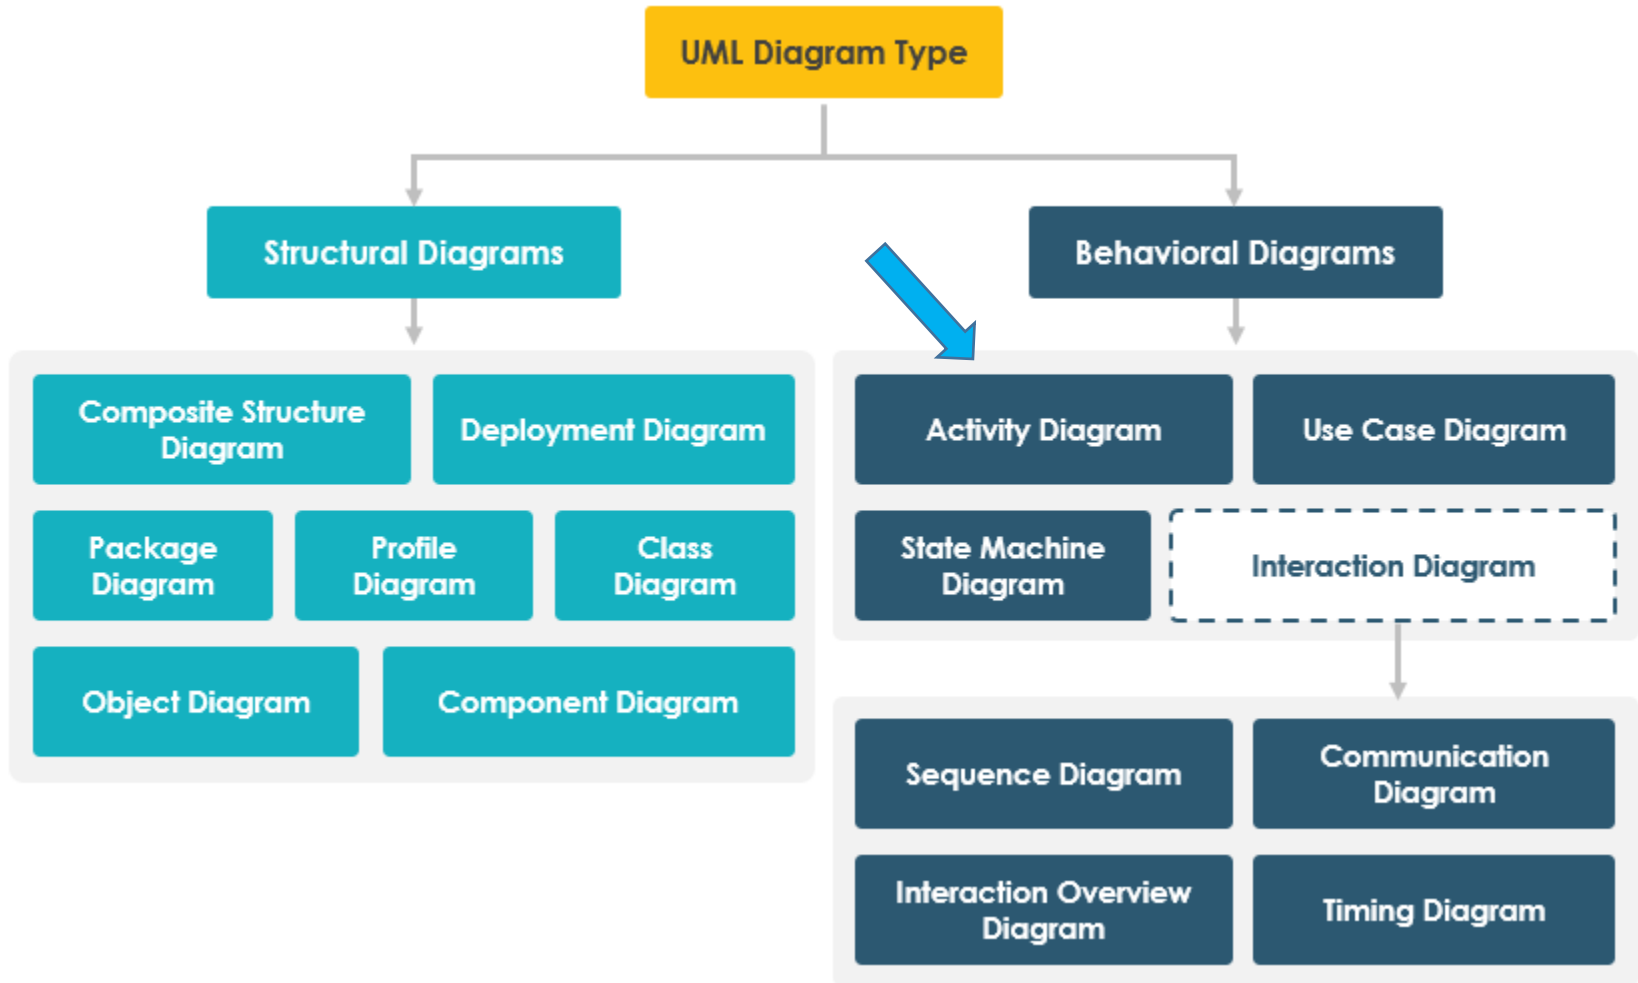 UML Diagram Type
Structural Diagrams
Behavioral Diagrams
Composite Structure
Diagram
Deployment Diagram
Package
Diagram
Profile
Diagram
Class
Diagram
Object Diagram
Component Diagram
Activity Diagram
Use Case Diagram
State Machine
Diagram
Interaction Diagram
Sequence Diagram
Communication
Diagram
Interaction Overview
Diagram
Timing Diagram